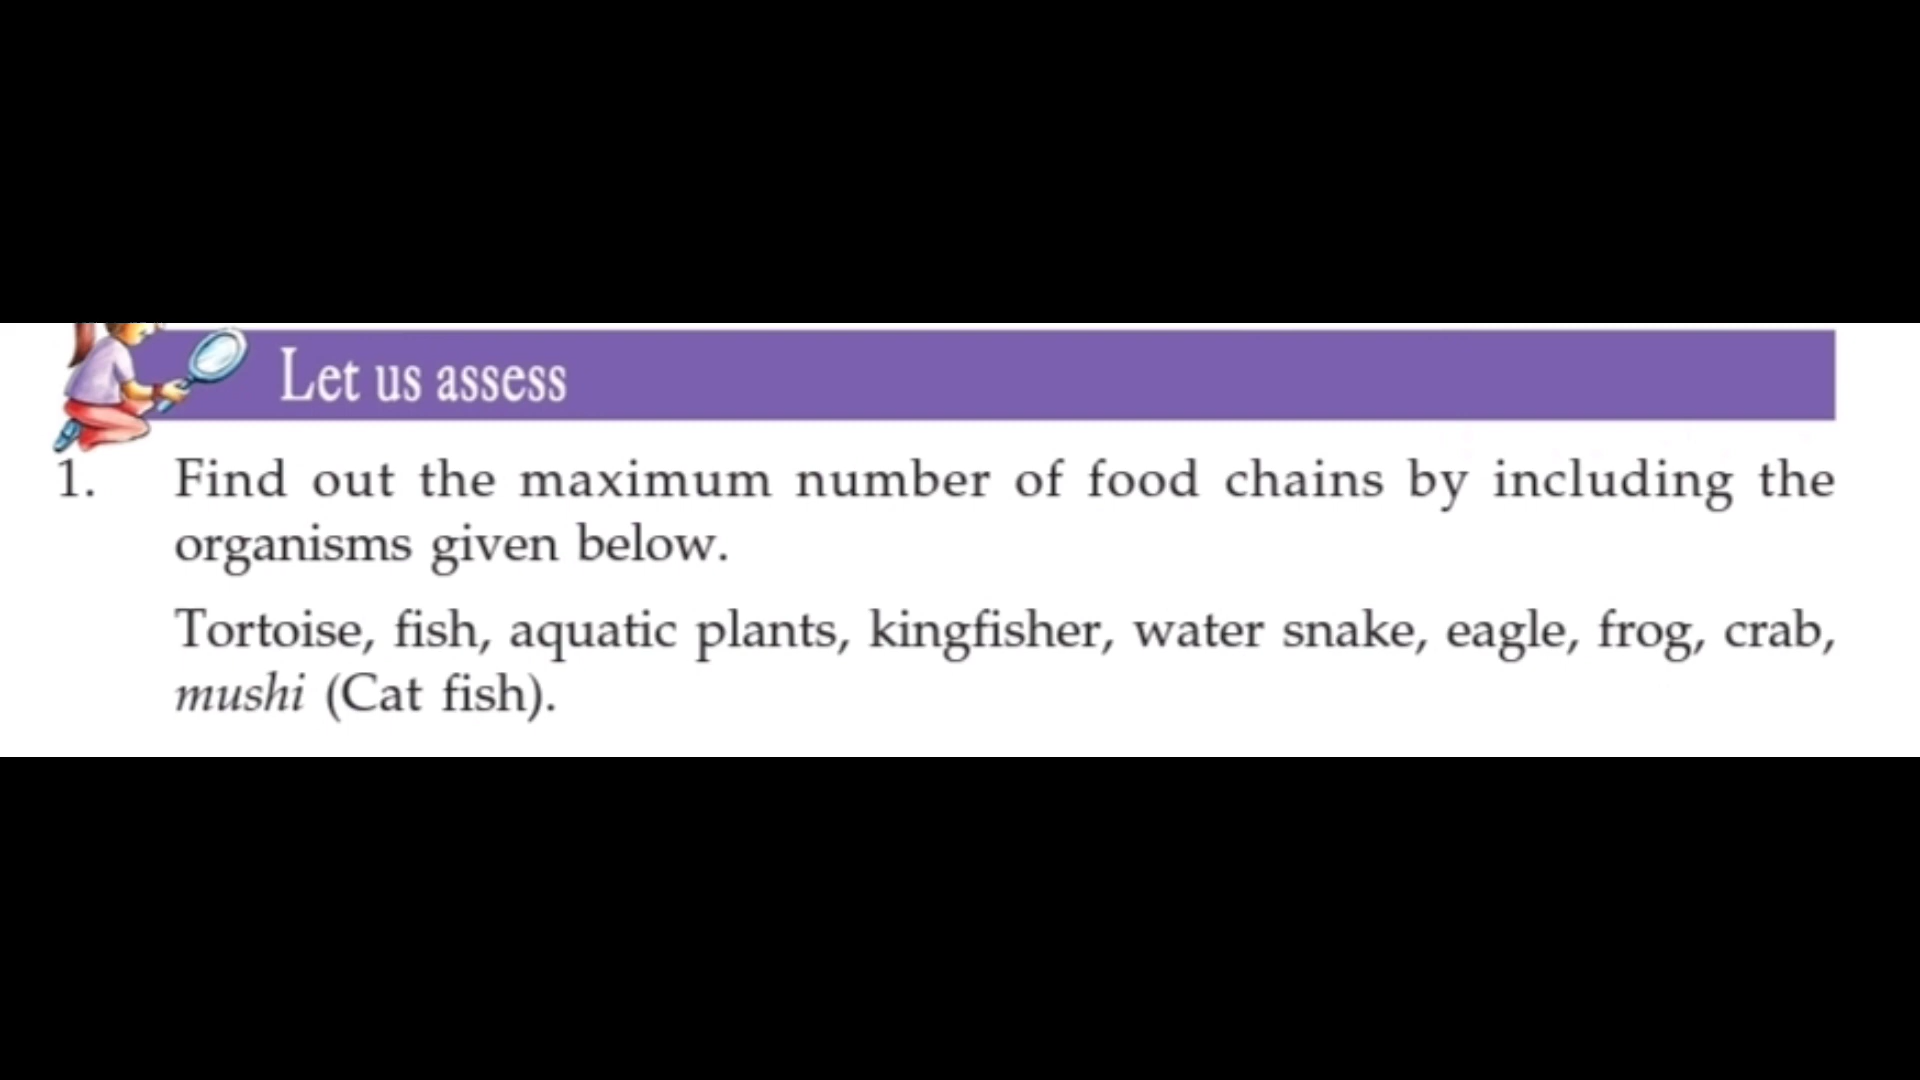 Let us assess
1. Find out the maximum number of food chains by including the
organisms given below.
Tortoise, fish, aquatic plants, kingfisher, water snake, eagle, frog, crab,
mushi (Cat fish).